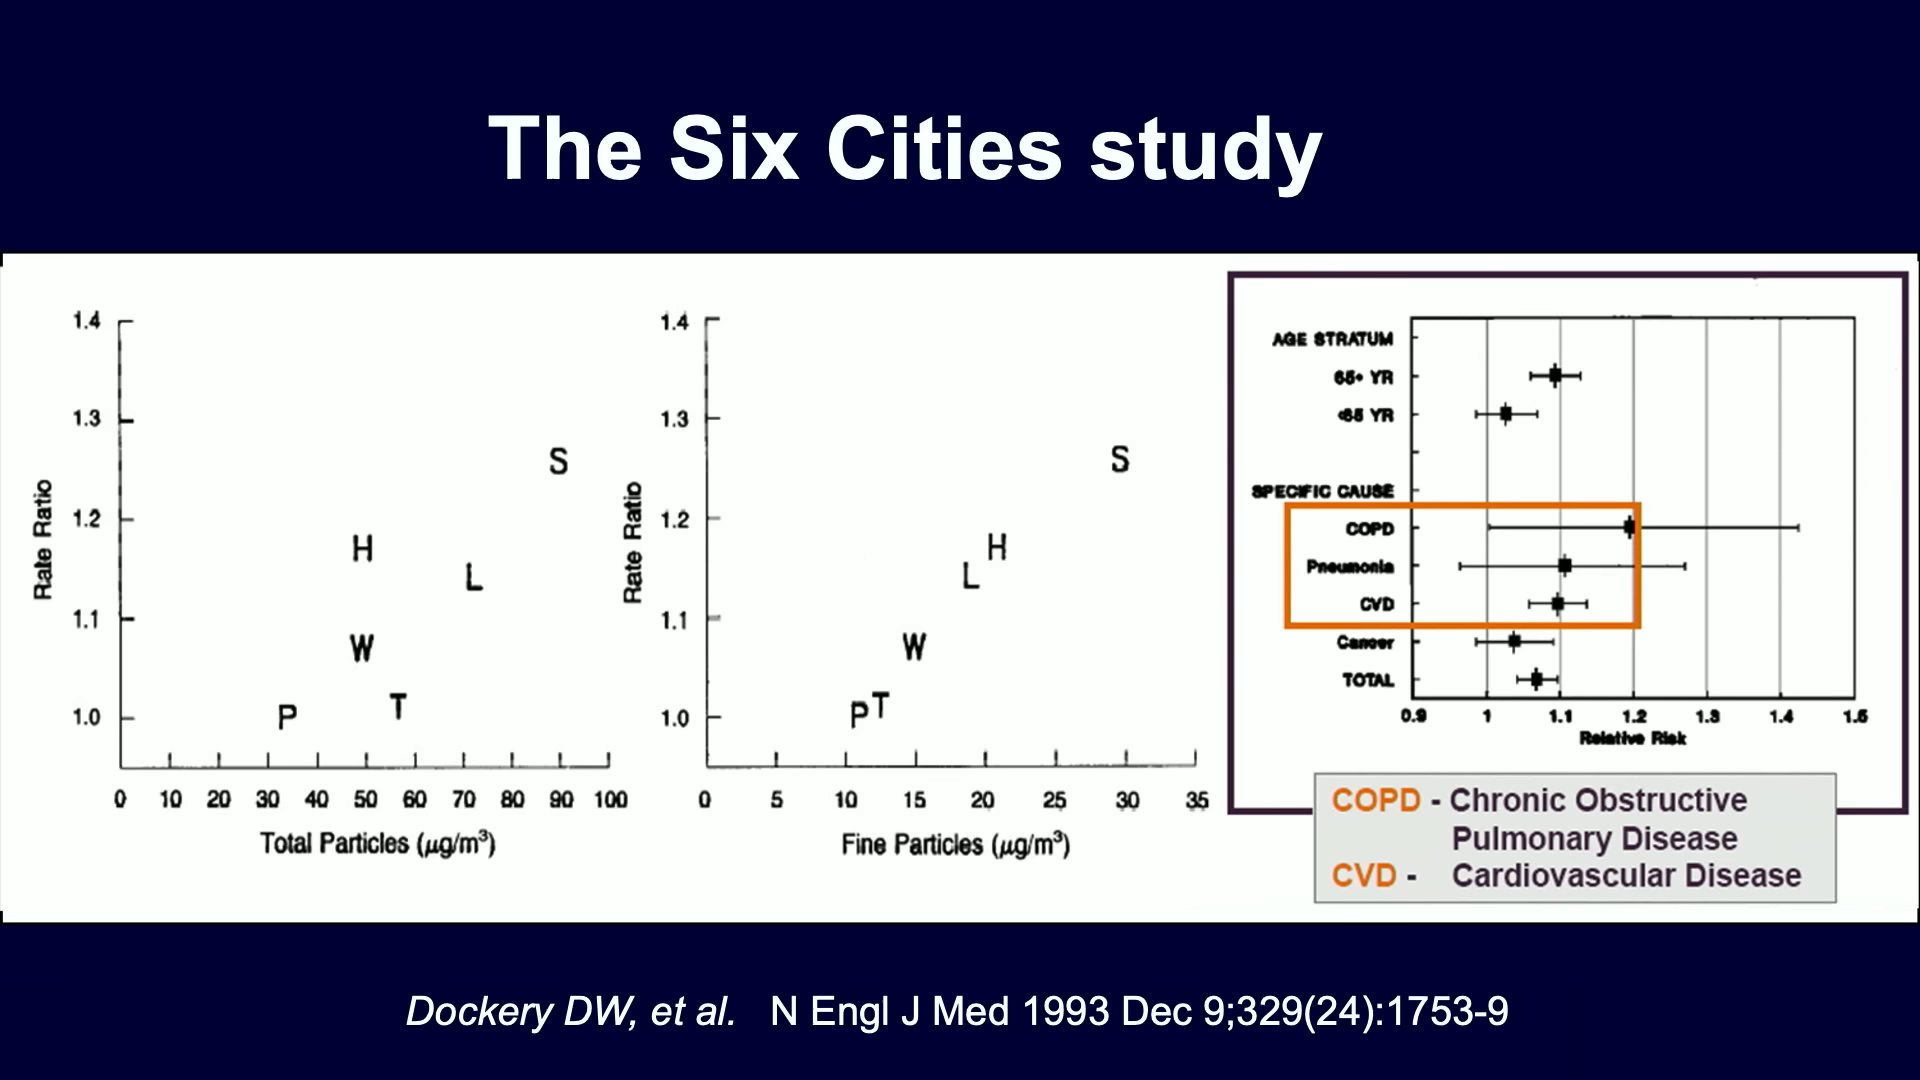 The Six Cities study
1.4
1.3
1.2
1.1
1.0
Rate Ratio
S
H
L
W
T
P
0 10 20 30 40 50 60 70 80 90 100
Total Particles (μg/m³)
1.4
1.3
1.2
1.1
1.0
Rate Ratio
S
H
L
W
T
P
0 5 10 15 20 25 30 35
Fine Particles (μg/m³)
AGE STRATUM
65+ YR
<65 YR
SPECIFIC CAUSE
COPD
Pneumonia
CVD
Cancer
TOTAL
0.9 1 1.1 1.2 1.3 1.4 1.5
Relative Risk
COPD - Chronic Obstructive
Pulmonary Disease
CVD - Cardiovascular Disease
Dockery DW, et al. N Engl J Med 1993 Dec 9;329(24):1753-9